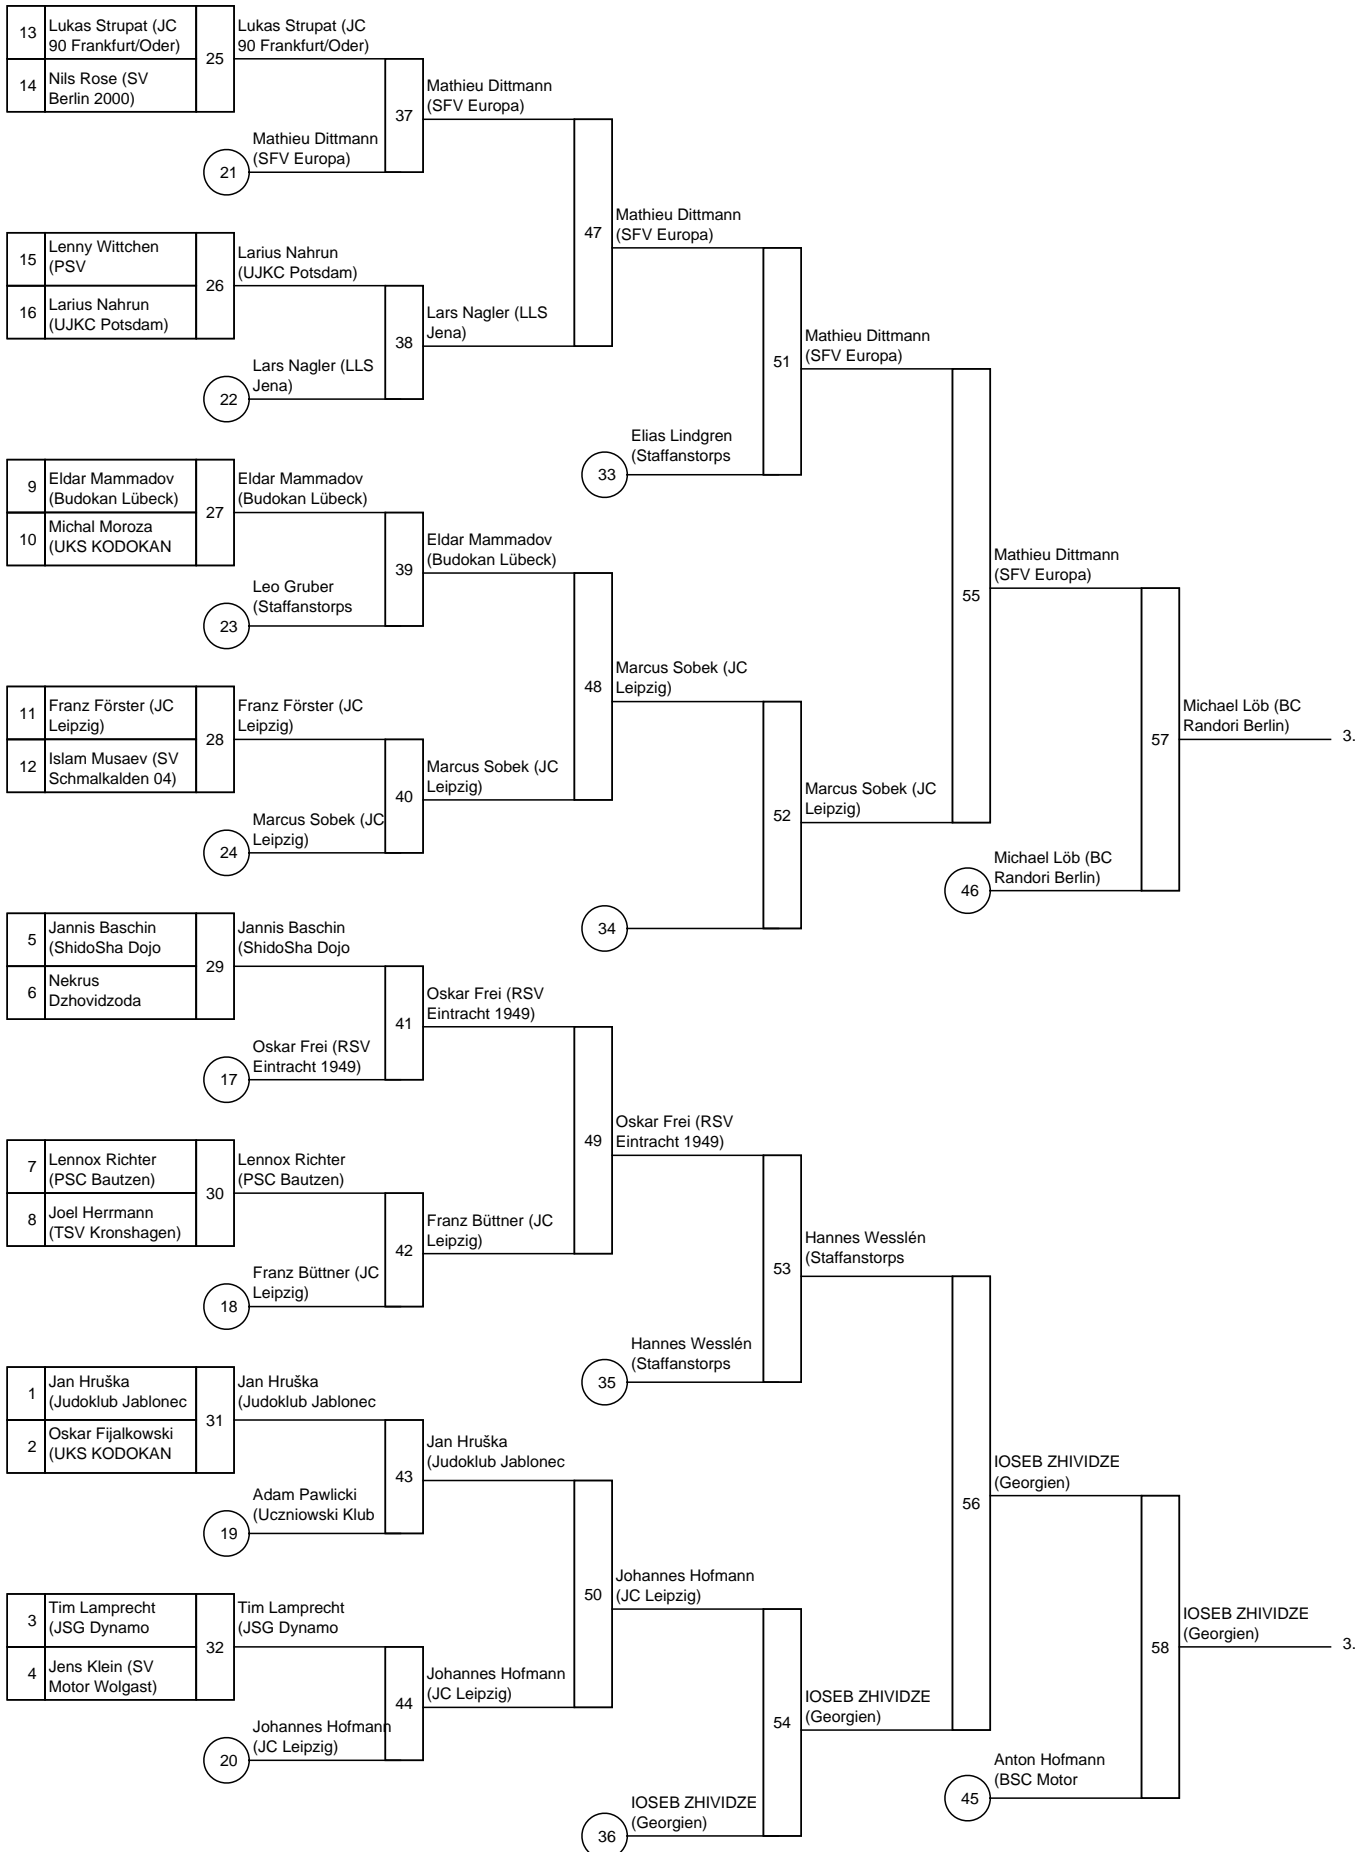 13
Lukas Strupat (JC
90 Frankfurt/Oder)
25
Lukas Strupat (JC
90 Frankfurt/Oder)
14
Nils Rose (SV
Berlin 2000)
37
Mathieu Dittmann
(SFV Europa)
21
Mathieu Dittmann
(SFV Europa)
47
Mathieu Dittmann
(SFV Europa)
15
Lenny Wittchen
(PSV
26
Larius Nahrun
(UJKC Potsdam)
16
Larius Nahrun
(UJKC Potsdam)
38
Lars Nagler (LLS
Jena)
22
Lars Nagler (LLS
Jena)
51
Mathieu Dittmann
(SFV Europa)
33
Elias Lindgren
(Staffanstorps
9
Eldar Mammadov
(Budokan Lübeck)
27
Eldar Mammadov
(Budokan Lübeck)
10
Michal Moroza
(UKS KODOKAN
39
Eldar Mammadov
(Budokan Lübeck)
23
Leo Gruber
(Staffanstorps
55
Mathieu Dittmann
(SFV Europa)
48
Marcus Sobek (JC
Leipzig)
11
Franz Förster (JC
Leipzig)
28
Franz Förster (JC
Leipzig)
12
Islam Musaev (SV
Schmalkalden 04)
40
Marcus Sobek (JC
Leipzig)
24
Marcus Sobek (JC
Leipzig)
52
Marcus Sobek (JC
Leipzig)
34
57
Michael Löb (BC
Randori Berlin)
3.
46
Michael Löb (BC
Randori Berlin)
5
Jannis Baschin
(ShidoSha Dojo
29
Jannis Baschin
(ShidoSha Dojo
6
Nekrus
Dzhovidzoda
41
Oskar Frei (RSV
Eintracht 1949)
17
Oskar Frei (RSV
Eintracht 1949)
49
Oskar Frei (RSV
Eintracht 1949)
7
Lennox Richter
(PSC Bautzen)
30
Lennox Richter
(PSC Bautzen)
8
Joel Herrmann
(TSV Kronshagen)
42
Franz Büttner (JC
Leipzig)
18
Franz Büttner (JC
Leipzig)
53
Hannes Wesslén
(Staffanstorps
35
Hannes Wesslén
(Staffanstorps
1
Jan Hruška
(Judoklub Jablonec
31
Jan Hruška
(Judoklub Jablonec
2
Oskar Fijalkowski
(UKS KODOKAN
43
Jan Hruška
(Judoklub Jablonec
19
Adam Pawlicki
(Uczniowski Klub
56
IOSEB ZHIVIDZE
(Georgien)
50
Johannes Hofmann
(JC Leipzig)
3
Tim Lamprecht
(JSG Dynamo
32
Tim Lamprecht
(JSG Dynamo
4
Jens Klein (SV
Motor Wolgast)
44
Johannes Hofmann
(JC Leipzig)
20
Johannes Hofmann
(JC Leipzig)
54
IOSEB ZHIVIDZE
(Georgien)
36
IOSEB ZHIVIDZE
(Georgien)
58
IOSEB ZHIVIDZE
(Georgien)
3.
45
Anton Hofmann
(BSC Motor